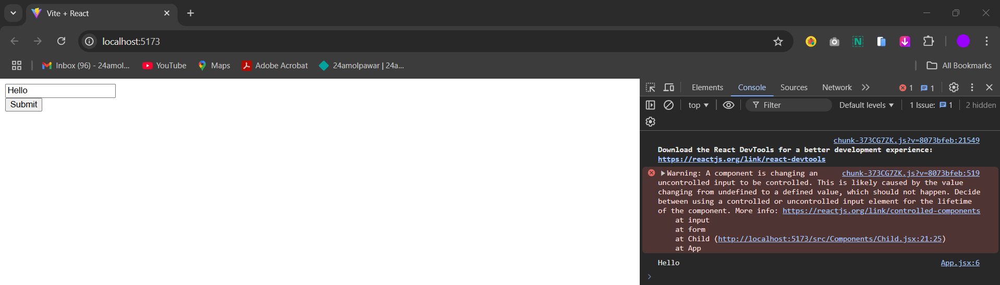 Vite + React
localhost:5173
N
Inbox (96) - 24amol...
YouTube
Maps
Adobe Acrobat
24amolpawar | 24a...
All Bookmarks
Hello
Submit
Elements
Console
Sources
Network
1
1
top
Filter
Default levels
1 Issue:
1
2 hidden
chunk-373CG7ZK.js?v=8073bfeb:21549
Download the React DevTools for a better development experience:
https://reactjs.org/link/react-devtools
Warning: A component is changing an chunk-373CG7ZK.js?v=8073bfeb:519
uncontrolled input to be controlled. This is likely caused by the value
changing from undefined to a defined value, which should not happen. Decide
between using a controlled or uncontrolled input element for the lifetime
of the component. More info: https://reactjs.org/link/controlled-components
at input
at form
at Child (http://localhost:5173/src/Components/Child.jsx:21:25)
at App
Hello App.jsx:6